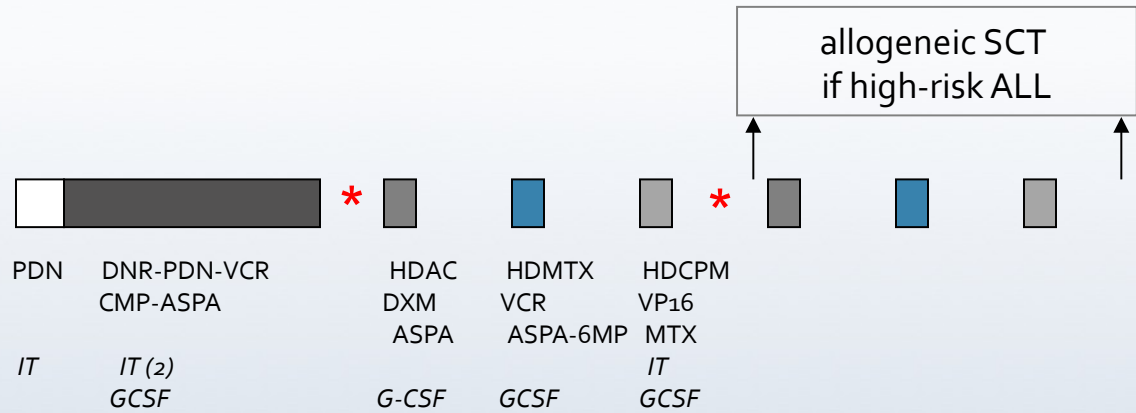 allogeneic SCT
if high-risk ALL
* *
PDN DNR-PDN-VCR HDAC HDMTX HDCPM
CMP-ASPA DXM VCR VP16
ASPA ASPA-6MP MTX
IT IT (2) IT
GCSF G-CSF GCSF GCSF